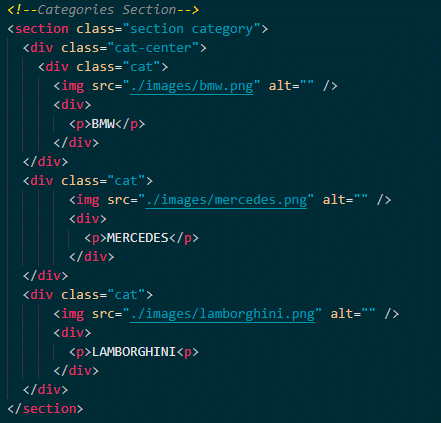 <!--Categories Section-->
<section class="section category">
<div class="cat-center">
<div class="cat">
<img src="./images/bmw.png" alt="" />
<div>
<p>BMW</p>
</div>
</div>
<div class="cat">
<img src="./images/mercedes.png" alt="" />
<div>
<p>MERCEDES</p>
</div>
</div>
<div class="cat">
<img src="./images/lamborghini.png" alt="" />
<div>
<p>LAMBORGHINI<p>
</div>
</div>
</section>